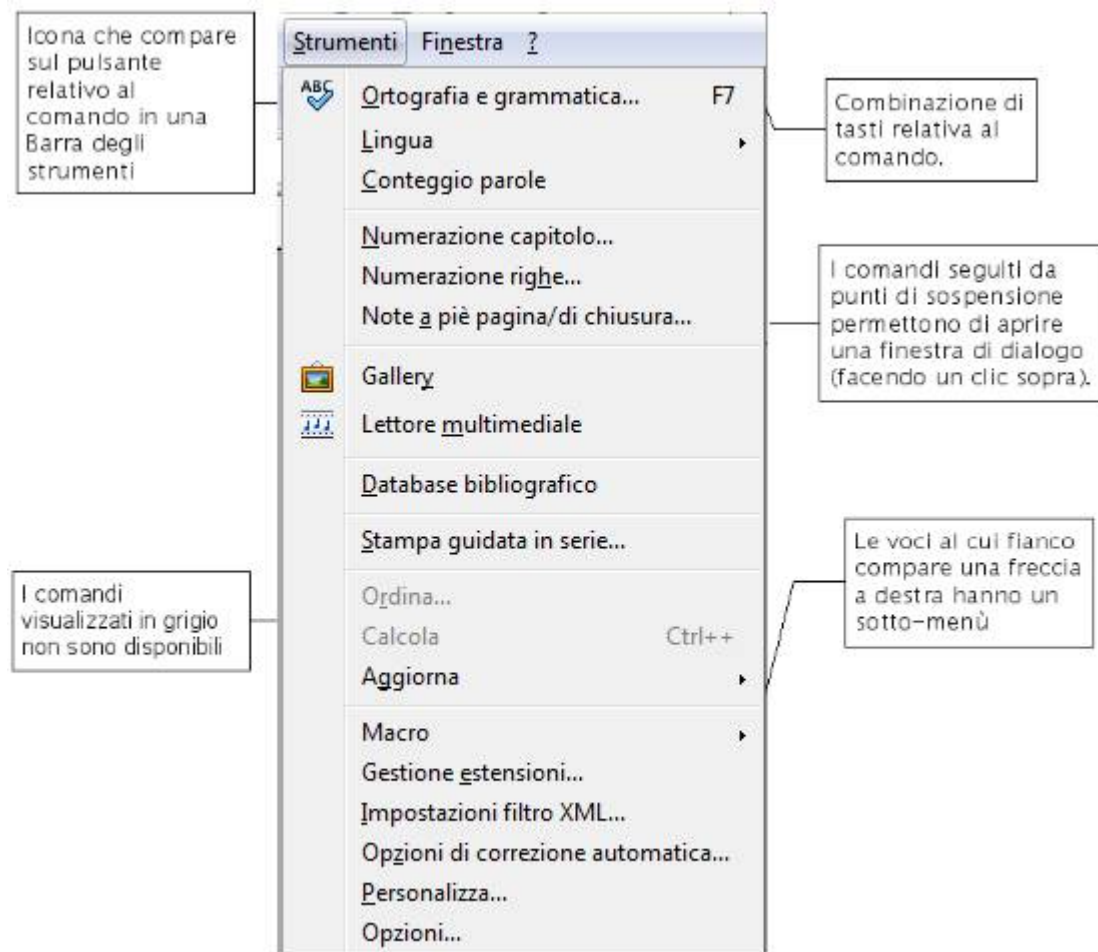 Icona che compare
sul pulsante
relativo al
comando in una
Barra degli
strumenti
Strumenti Finestra ?
Ortografia e grammatica... F7
Lingua
Conteggio parole
Numerazione capitolo...
Numerazione righe...
Note a piè pagina/di chiusura...
Gallery
Lettore multimediale
Database bibliografico
Stampa guidata in serie...
Ordina...
Calcola Ctrl++
Aggiorna
Macro
Gestione estensioni...
Impostazioni filtro XML...
Opzioni di correzione automatica...
Personalizza...
Opzioni...
Combinazione di
tasti relativa al
comando.
I comandi seguiti da
punti di sospensione
permettono di aprire
una finestra di dialogo
(facendo un clic sopra).
Le voci al cui fianco
compare una freccia
a destra hanno un
sotto-menù
I comandi
visualizzati in grigio
non sono disponibili
ABC